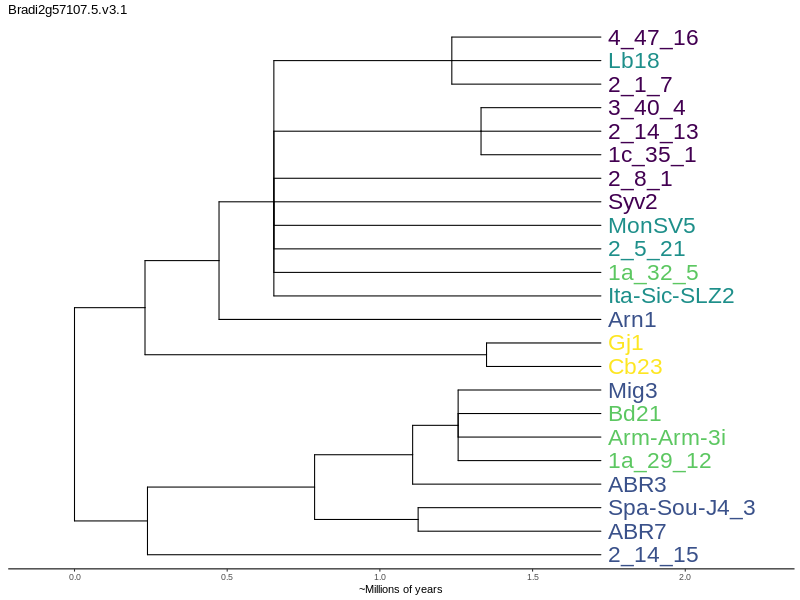 Bradi2g57107.5.v3.1
4_47_16
Lb18
2_1_7
3_40_4
2_14_13
1c_35_1
2_8_1
Syv2
MonSV5
2_5_21
1a_32_5
Ita-Sic-SLZ2
Arn1
Gj1
Cb23
Mig3
Bd21
Arm-Arm-3i
1a_29_12
ABR3
Spa-Sou-J4_3
ABR7
2_14_15
0.0 0.5 1.0 1.5 2.0
~Millions of years